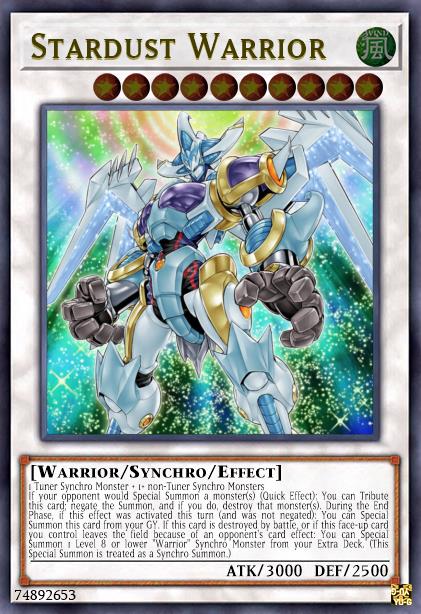 Stardust Warrior
WIND
風
[Warrior/Synchro/Effect]
1 Tuner Synchro Monster + 1+ non-Tuner Synchro Monsters
If your opponent would Special Summon a monster(s) (Quick Effect): You can Tribute
this card; negate the Summon, and if you do, destroy that monster(s). During the End
Phase, if this effect was activated this turn (and was not negated): You can Special
Summon this card from your GY. If this card is destroyed by battle, or if this face-up card
you control leaves the field because of an opponent's card effect: You can Special
Summon 1 Level 8 or lower "Warrior" Synchro Monster from your Extra Deck. (This
Special Summon is treated as a Synchro Summon.)
ATK/3000 DEF/2500
74892653